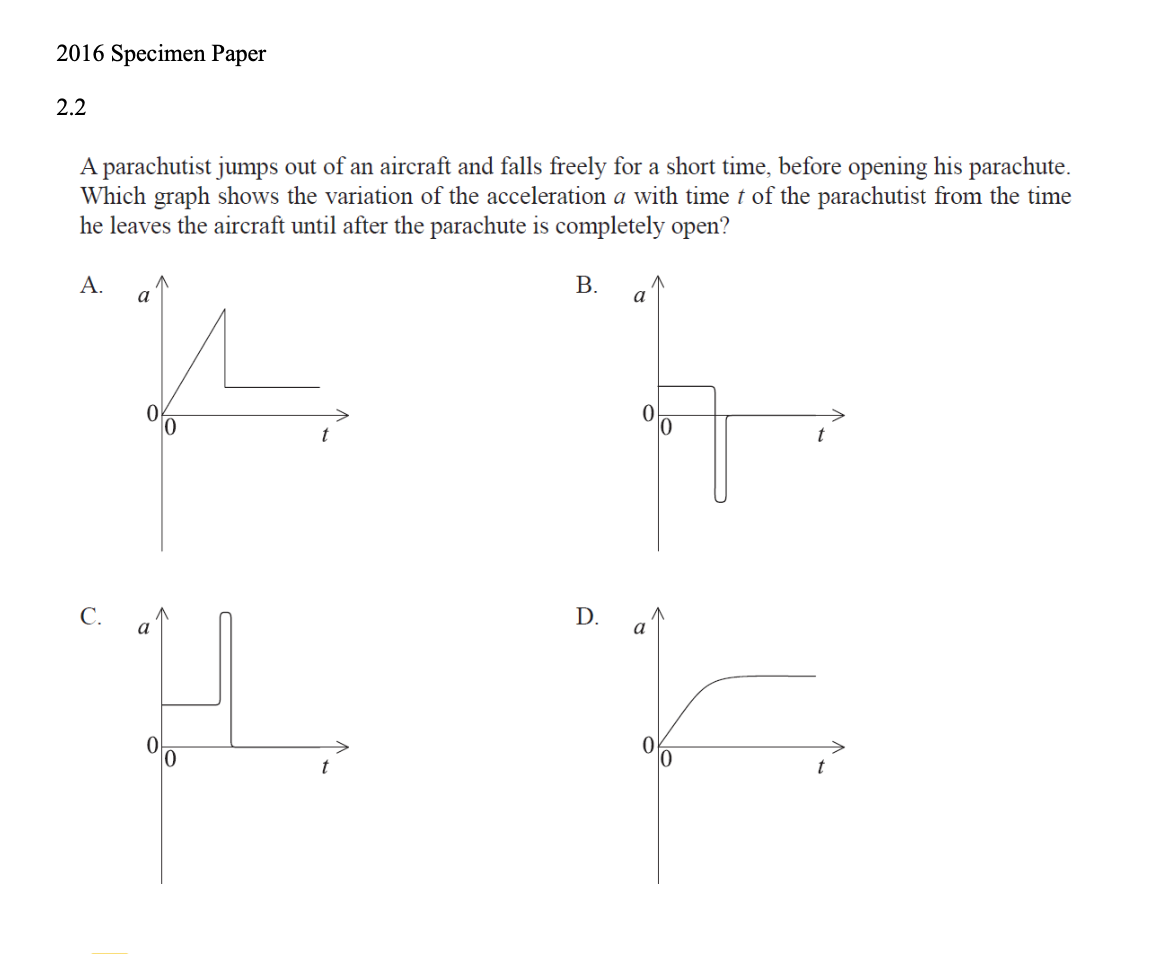 2016 Specimen Paper
2.2
A parachutist jumps out of an aircraft and falls freely for a short time, before opening his parachute.
Which graph shows the variation of the acceleration a with time t of the parachutist from the time
he leaves the aircraft until after the parachute is completely open?
A. a 0 0 t
B. a 0 0 t
C. a 0 0 t
D. a 0 0 t